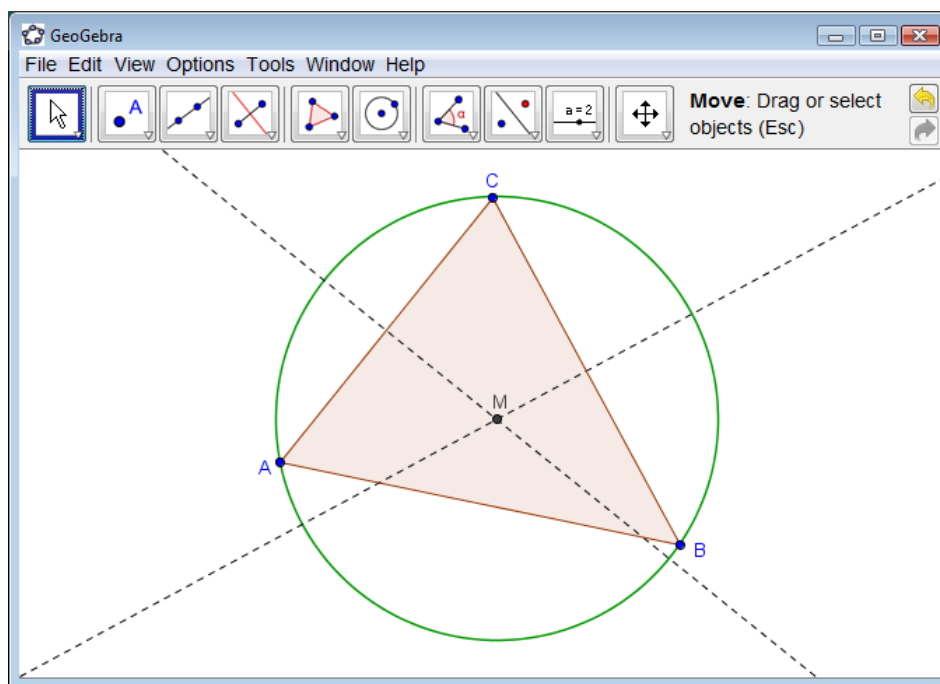 GeoGebra
File Edit View Options Tools Window Help
A
α
a=2
Move: Drag or select
objects (Esc)
C
M
A
B